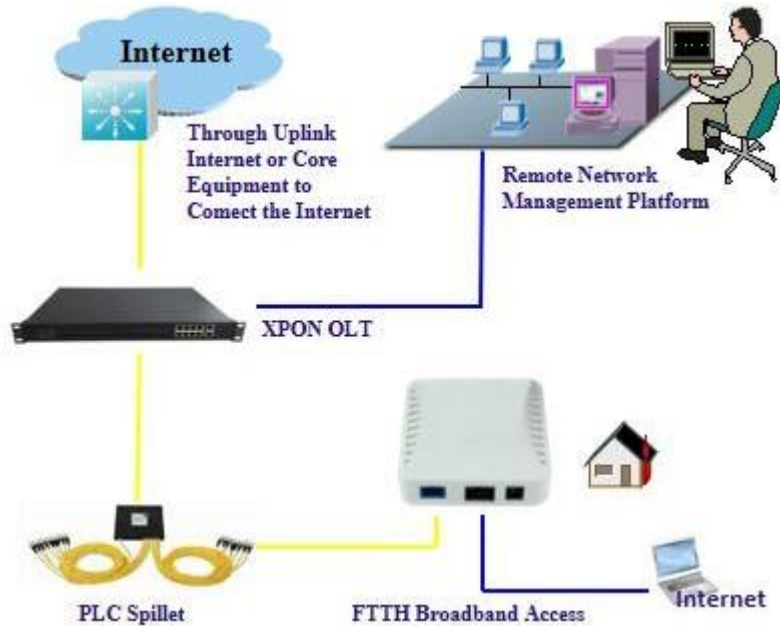 Internet
Through Uplink
Internet or Core
Equipment to
Comect the Internet
Remote Network
Management Platform
XPON OLT
PLC Spillet
FTTH Broadband Access
Internet